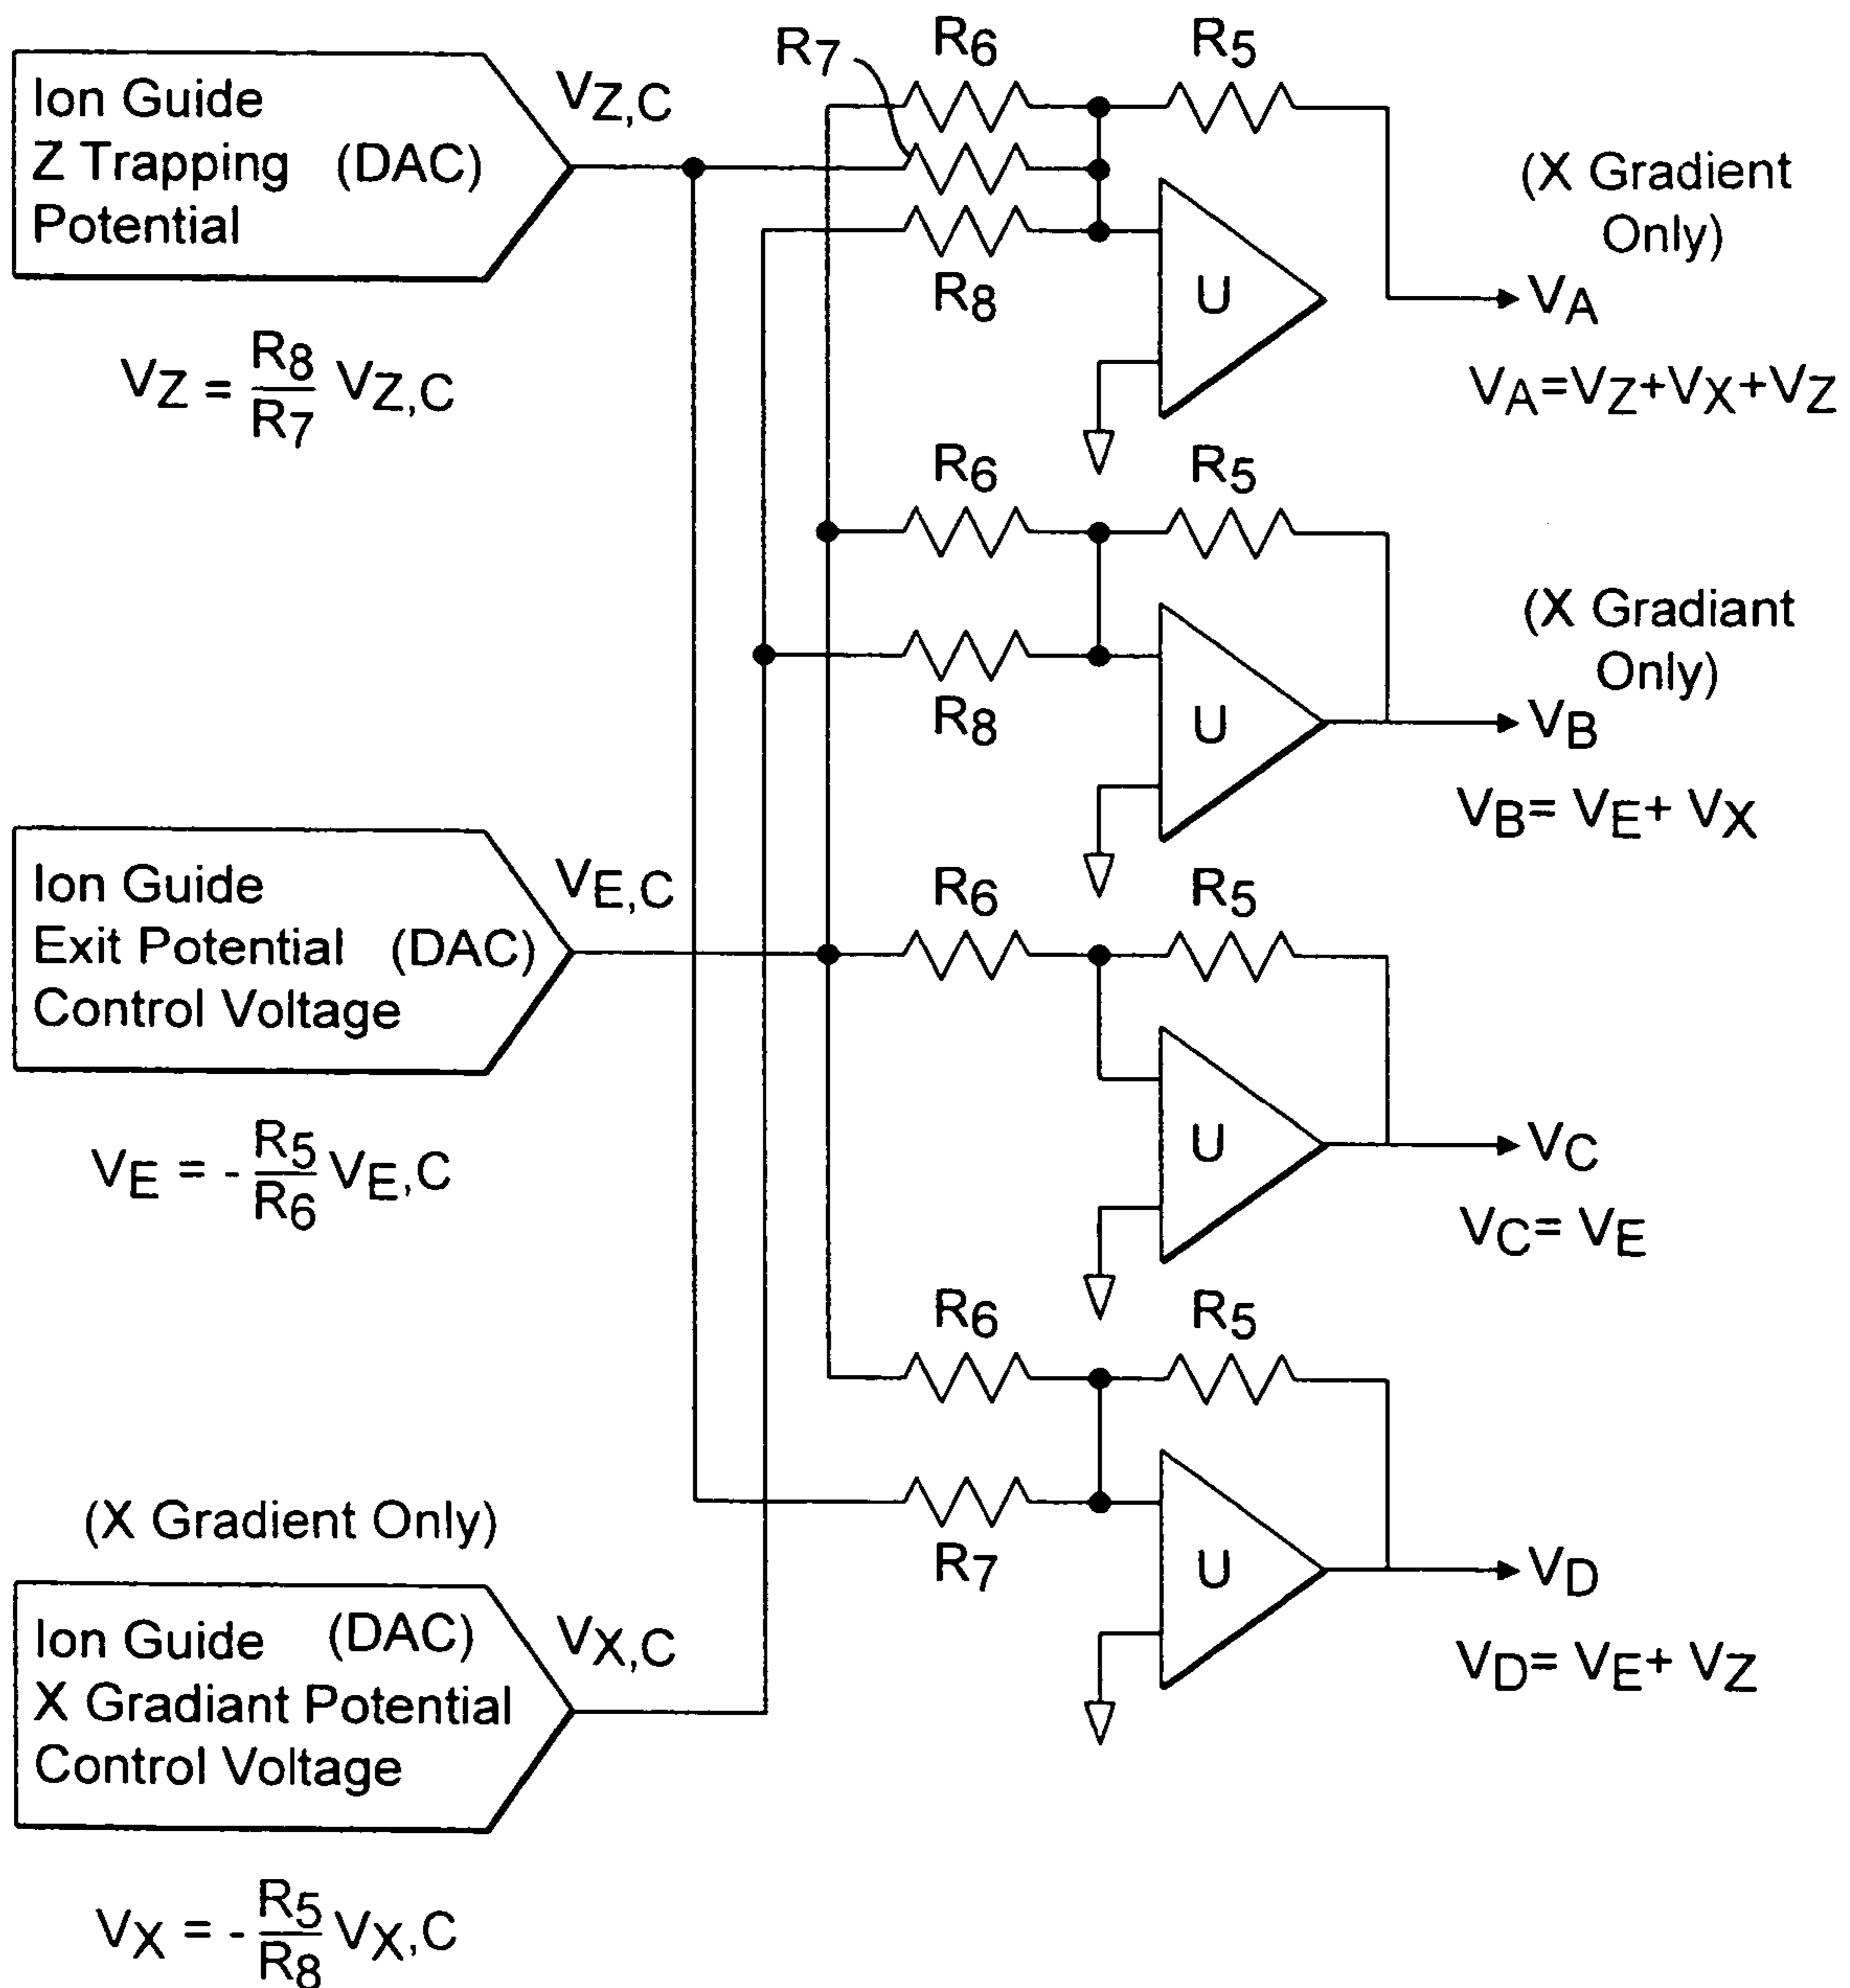 R6
R5
R7
Ion Guide
Z Trapping (DAC)
Potential
VZ,C
R8
U
(X Gradient
Only)
VA
VZ = R8/R7 VZ,C
VA=VZ+VX+VZ
R6
R5
R8
U
(X Gradiant
Only)
VB
VB= VE+ VX
Ion Guide
Exit Potential (DAC)
Control Voltage
VE,C
R6
R5
U
VC
VC= VE
VE = - R5/R6 VE,C
R6
R5
R7
U
VD
VD= VE+ VZ
(X Gradient Only)
Ion Guide (DAC)
X Gradiant Potential
Control Voltage
VX,C
VX = - R5/R8 VX,C